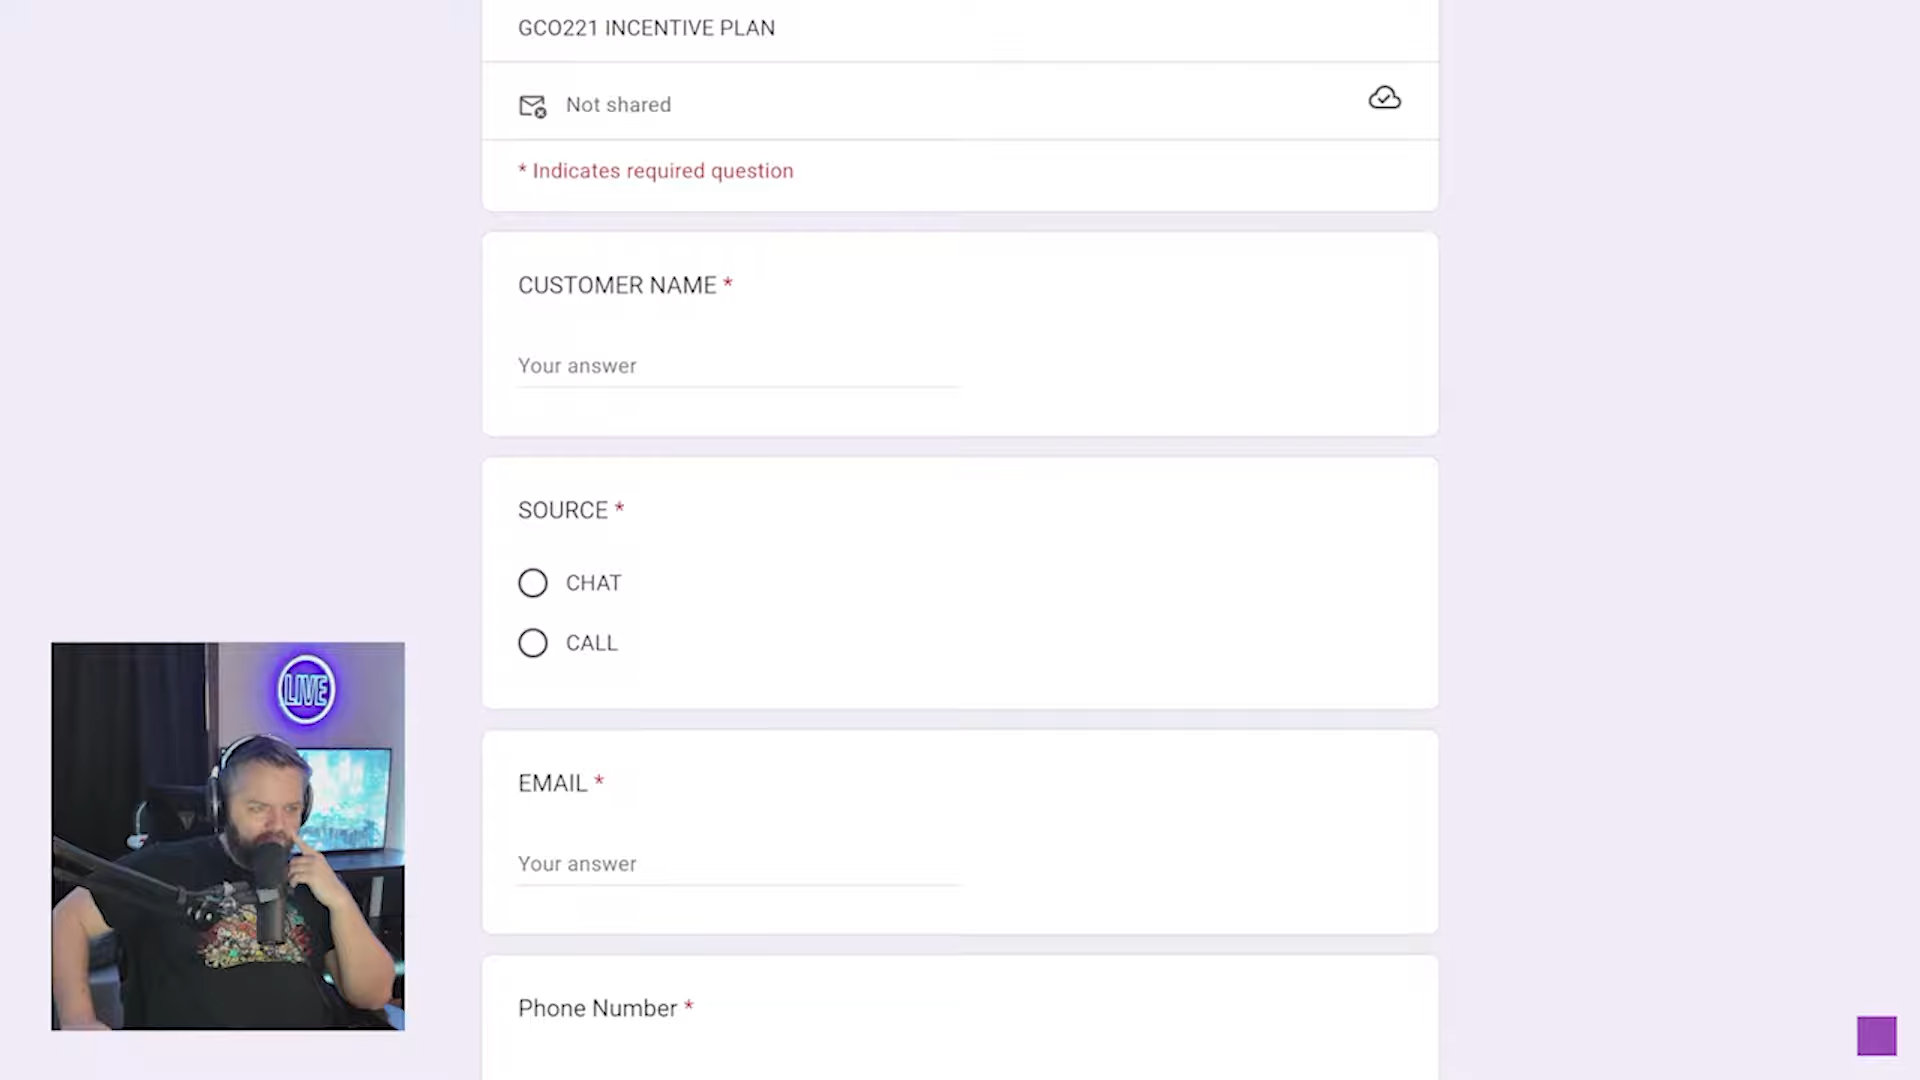 GCO221 INCENTIVE PLAN
Not shared
* Indicates required question
CUSTOMER NAME *
Your answer
SOURCE *
CHAT
CALL
EMAIL *
Your answer
Phone Number *
LIVE